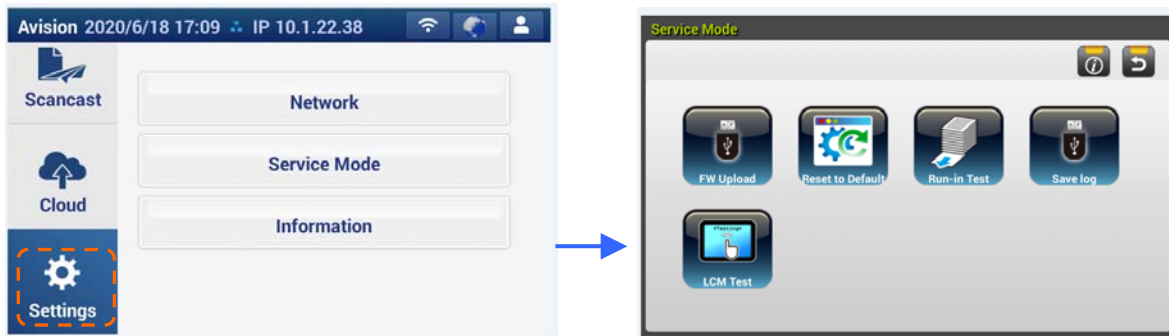 Avision 2020/6/18 17:09 IP 10.1.22.38
Scancast
Cloud
Settings
Network
Service Mode
Information
Service Mode
FW Upload
Reset to Default
Run-in Test
Save log
<Testing>
LCM Test